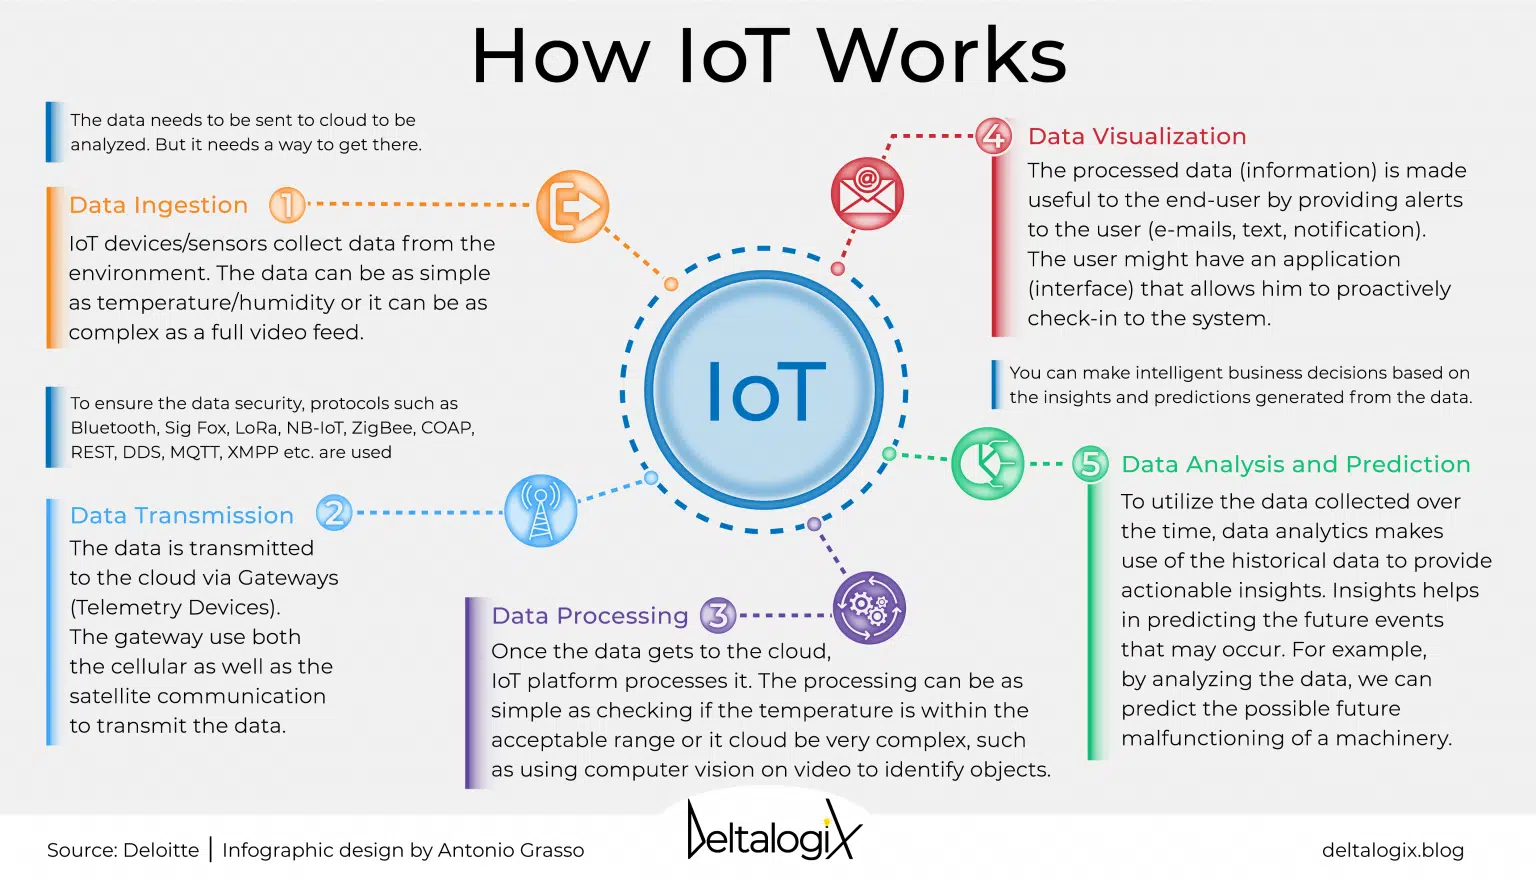 How IoT Works
The data needs to be sent to cloud to be
analyzed. But it needs a way to get there.
Data Ingestion 1
IoT devices/sensors collect data from the
environment. The data can be as simple
as temperature/humidity or it can be as
complex as a full video feed.
To ensure the data security, protocols such as
Bluetooth, Sig Fox, LoRa, NB-IoT, ZigBee, COAP,
REST, DDS, MQTT, XMPP etc. are used
Data Transmission 2
The data is transmitted
to the cloud via Gateways
(Telemetry Devices).
The gateway use both
the cellular as well as the
satellite communication
to transmit the data.
IoT
Data Processing 3
Once the data gets to the cloud,
IoT platform processes it. The processing can be as
simple as checking if the temperature is within the
acceptable range or it cloud be very complex, such
as using computer vision on video to identify objects.
@
4 Data Visualization
The processed data (information) is made
useful to the end-user by providing alerts
to the user (e-mails, text, notification).
The user might have an application
(interface) that allows him to proactively
check-in to the system.
You can make intelligent business decisions based on
the insights and predictions generated from the data.
5 Data Analysis and Prediction
To utilize the data collected over
the time, data analytics makes
use of the historical data to provide
actionable insights. Insights helps
in predicting the future events
that may occur. For example,
by analyzing the data, we can
predict the possible future
malfunctioning of a machinery.
Source: Deloitte | Infographic design by Antonio Grasso
DeltalogiX
deltalogix.blog